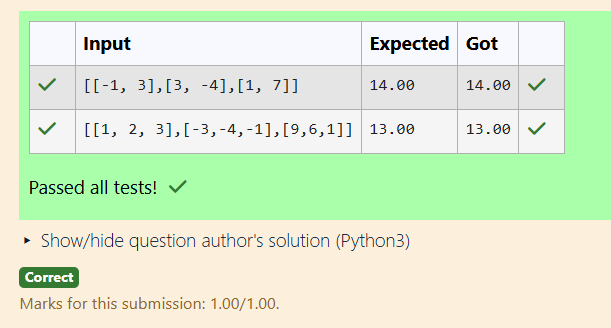 Input Expected Got
[[-1, 3],[3, -4],[1, 7]] 14.00 14.00
[[1, 2, 3],[-3,-4,-1],[9,6,1]] 13.00 13.00
Passed all tests!
Show/hide question author's solution (Python3)
Correct
Marks for this submission: 1.00/1.00.